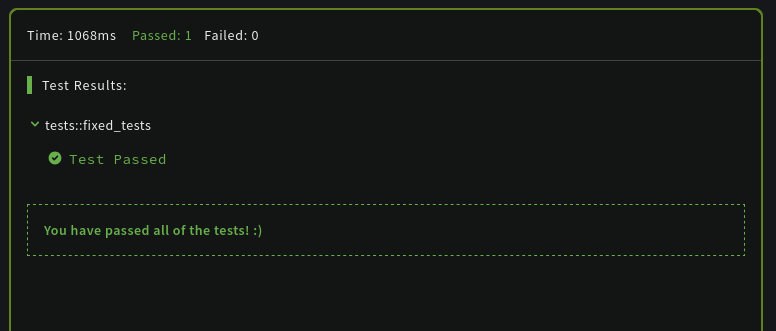 Time: 1068ms Passed: 1 Failed: 0
Test Results:
tests::fixed_tests
Test Passed
You have passed all of the tests! :)